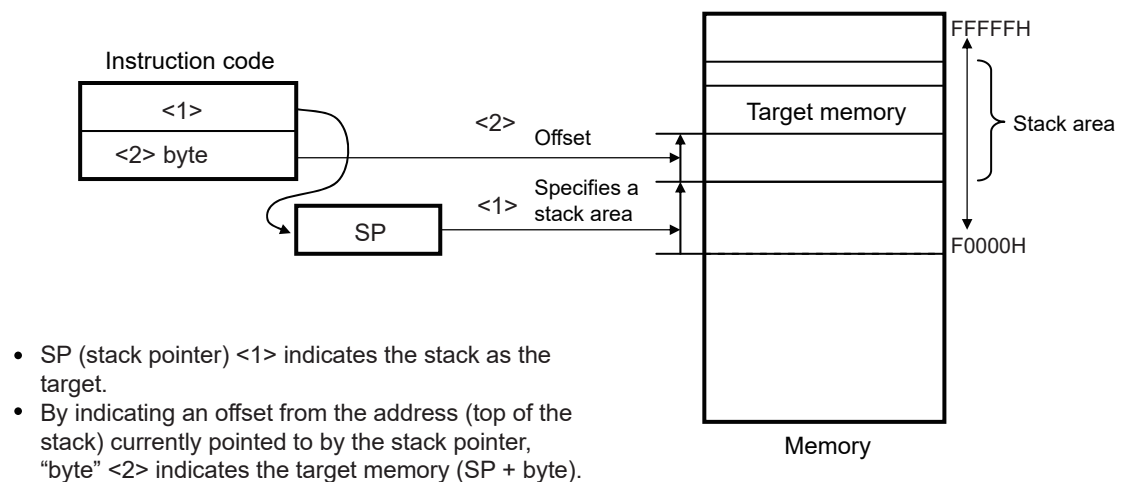 FFFFFH
Instruction code
<1>
<2> byte
<2>
Offset
Target memory
Stack area
<1>
Specifies a
stack area
SP
F0000H
• SP (stack pointer) <1> indicates the stack as the
target.
• By indicating an offset from the address (top of the
stack) currently pointed to by the stack pointer,
“byte” <2> indicates the target memory (SP + byte).
Memory